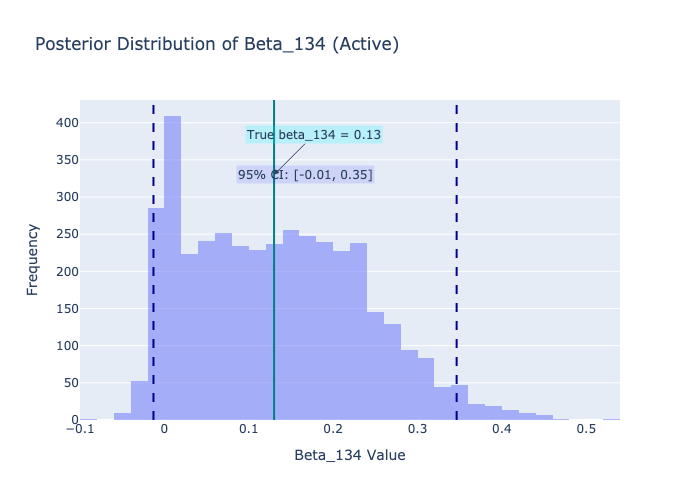 Posterior Distribution of Beta_134 (Active)
True beta_134 = 0.13
95% CI: [-0.01, 0.35]
Frequency
400
350
300
250
200
150
100
50
0
−0.1 0 0.1 0.2 0.3 0.4 0.5
Beta_134 Value